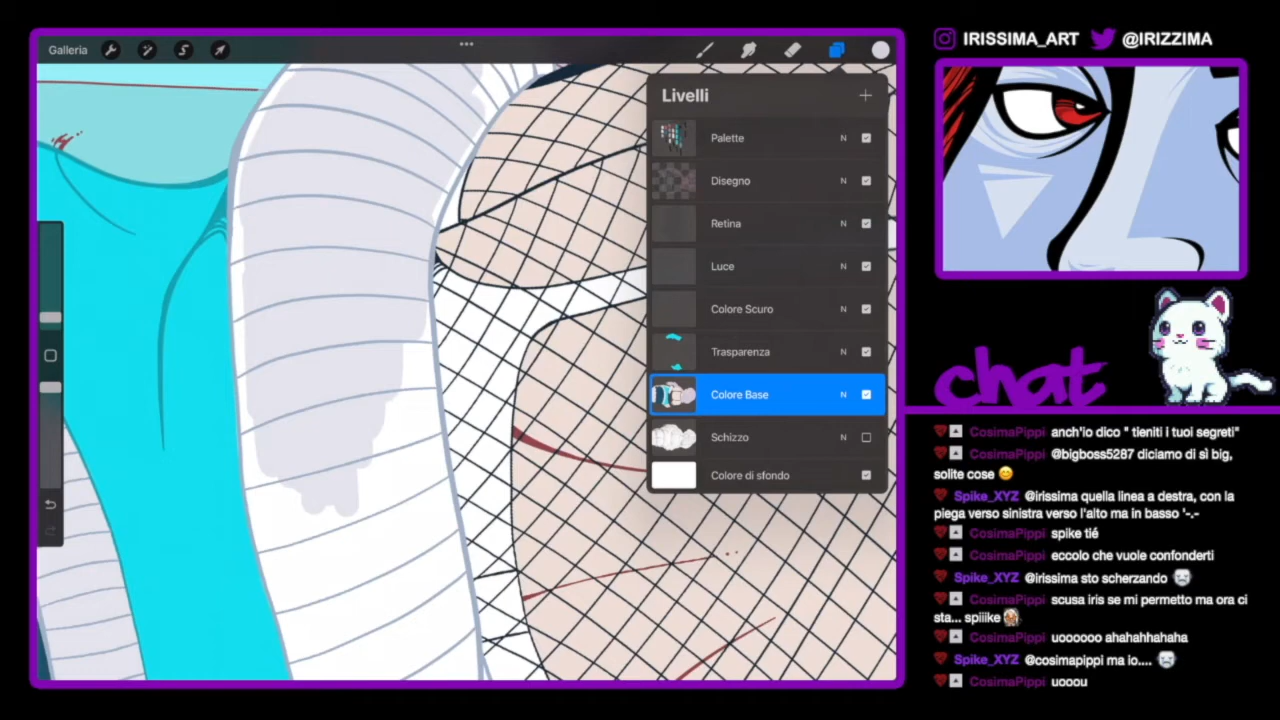 Galleria
IRISSIMA_ART @IRIZZIMA
Livelli
Palette N
Disegno N
Retina N
Luce N
Colore Scuro N
Trasparenza N
Colore Base N
Schizzo N
Colore di sfondo
chat
CosimaPippi anch'io dico " tieniti i tuoi segreti"
CosimaPippi @bigboss5287 diciamo di sì big,
solite cose 😊
Spike_XYZ @irissima quella linea a destra, con la
piega verso sinistra verso l'alto ma in basso '-.-
CosimaPippi spike tié
CosimaPippi eccolo che vuole confonderti
Spike_XYZ @irissima sto scherzando
CosimaPippi scusa iris se mi permetto ma ora ci
sta... spiiike
CosimaPippi uoooooo ahahahhahaha
Spike_XYZ @cosimapippi ma io....
CosimaPippi uooou